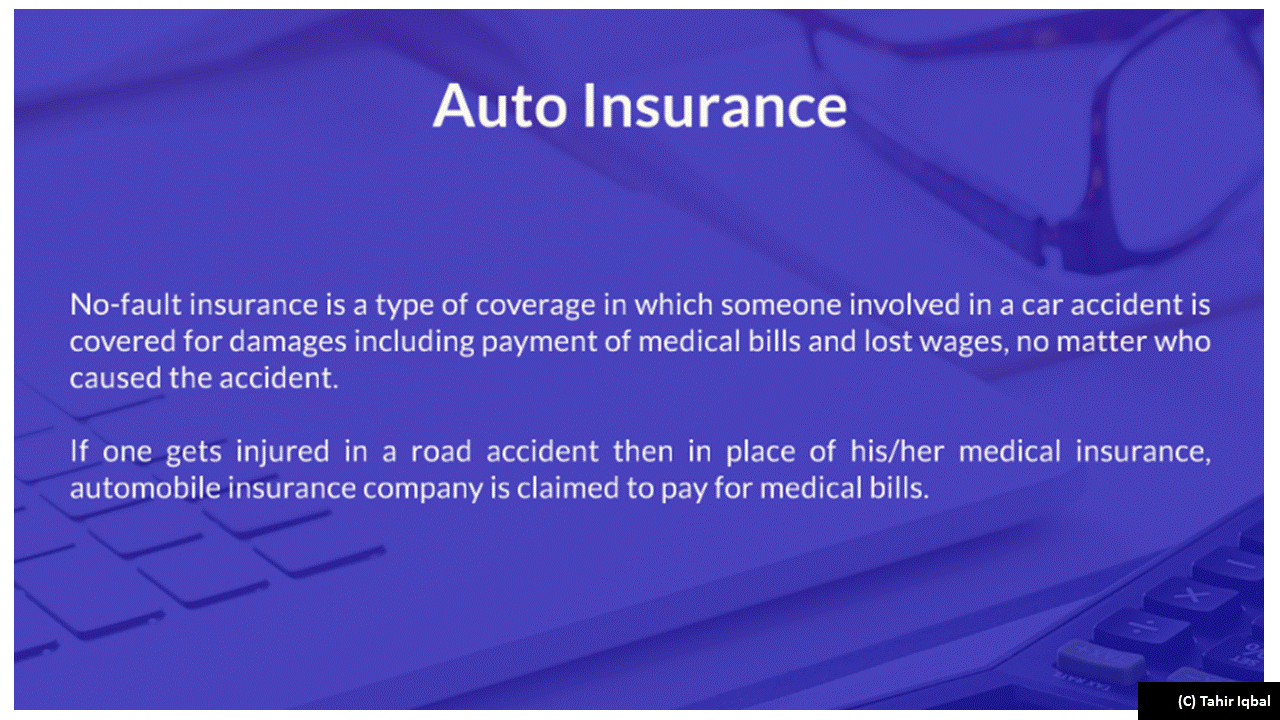 Auto Insurance
No-fault insurance is a type of coverage in which someone involved in a car accident is
covered for damages including payment of medical bills and lost wages, no matter who
caused the accident.
If one gets injured in a road accident then in place of his/her medical insurance,
automobile insurance company is claimed to pay for medical bills.
×
÷
TAX RATE
SET
(C) Tahir Iqbal